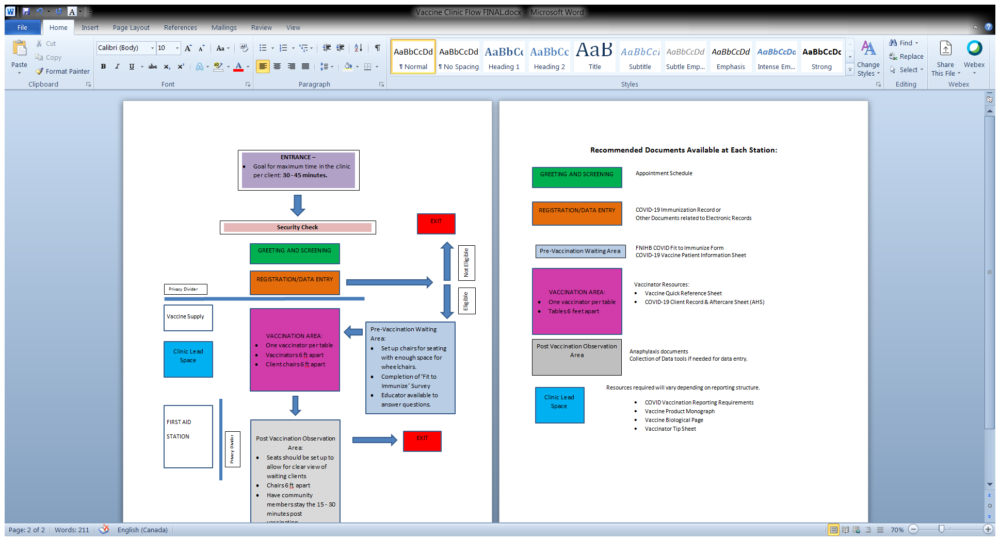 Vaccine Clinic Flow FINAL.docx - Microsoft Word
File Home Insert Page Layout References Mailings Review View
Paste
Cut
Copy
Format Painter
Clipboard
Calibri (Body) 10
Font
Paragraph
AaBbCcDd AaBbCcDd AaBbCc AaBbCc AaB AaBbCcI AaBbCcDd AaBbCcDd AaBbCcDd AaBbCcDc
¶ Normal ¶ No Spacing Heading 1 Heading 2 Title Subtitle Subtle Emp... Emphasis Intense Em... Strong
Change
Styles
Styles
Find
Replace
Select
Editing
Share
This File
Webex
Webex
ENTRANCE –
• Goal for maximum time in the clinic
per client: 30 - 45 minutes.
Security Check
EXIT
GREETING AND SCREENING
Not Eligible
REGISTRATION/DATA ENTRY
Privacy Divider
Eligible
Vaccine Supply
Clinic Lead
Space
VACCINATION AREA:
• One vaccinator per table
• Vaccinators 6 ft apart
• Client chairs 6 ft apart
Pre-Vaccination Waiting
Area:
• Set up chairs for seating
with enough space for
wheelchairs.
• Completion of ‘Fit to
Immunize’ Survey
• Educator available to
answer questions.
FIRST AID
STATION
Privacy Divider
Post Vaccination Observation
Area:
• Seats should be set up to
allow for clear view of
waiting clients
• Chairs 6 ft apart
• Have community
members stay the 15 - 30
minutes post
vaccination
EXIT
Recommended Documents Available at Each Station:
GREETING AND SCREENING
Appointment Schedule
REGISTRATION/DATA ENTRY
COVID-19 Immunization Record or
Other Documents related to Electronic Records
Pre-Vaccination Waiting Area
FNIHB COVID Fit to Immunize Form
COVID-19 Vaccine Patient Information Sheet
VACCINATION AREA:
• One vaccinator per table
• Tables 6 feet apart
Vaccinator Resources:
• Vaccine Quick Reference Sheet
• COVID-19 Client Record & Aftercare Sheet (AHS)
Post Vaccination Observation
Area
Anaphylaxis documents
Collection of Data tools if needed for data entry.
Clinic Lead
Space
Resources required will vary depending on reporting structure.
• COVID Vaccination Reporting Requirements
• Vaccine Product Monograph
• Vaccine Biological Page
• Vaccinator Tip Sheet
Page: 2 of 2 Words: 211 English (Canada) 70%